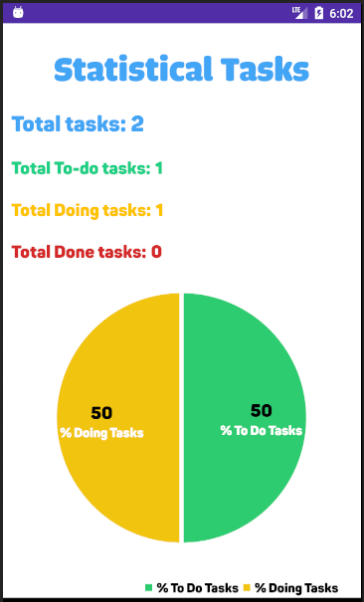 LTE 6:02
Statistical Tasks
Total tasks: 2
Total To-do tasks: 1
Total Doing tasks: 1
Total Done tasks: 0
50
% Doing Tasks
50
% To Do Tasks
% To Do Tasks % Doing Tasks